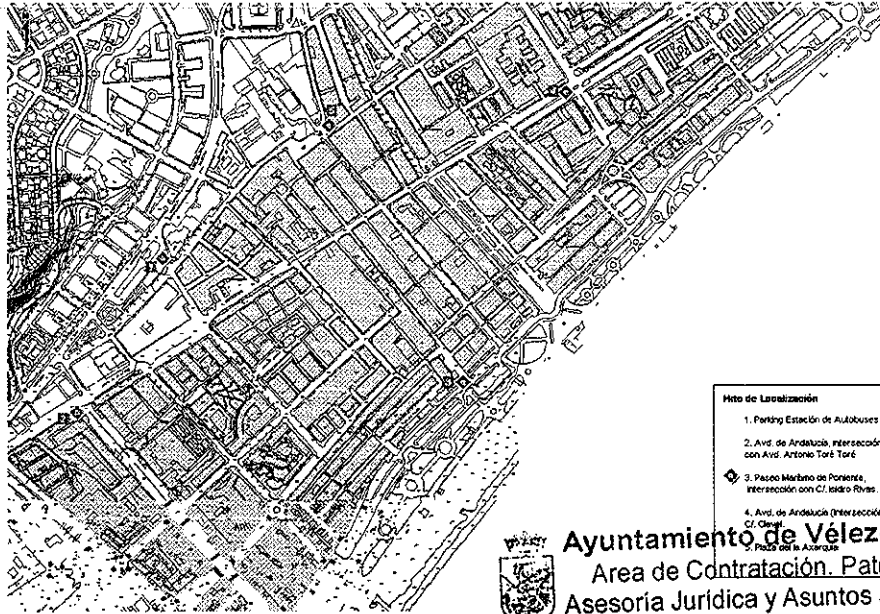 Hito de Localización
1. Parking Estación de Autobuses
2. Avd. de Andalucía, intersección
con Avd. Antonio Toré Toré
3. Paseo Marítimo de Poniente,
intersección con C/. Isidro Rivas.
4. Avd. de Andalucía (Intersección
C/. Clavel.
5. Plaza de la Axarquía
Ayuntamiento de Vélez
Area de Contratación. Pat
Asesoría Jurídica y Asuntos